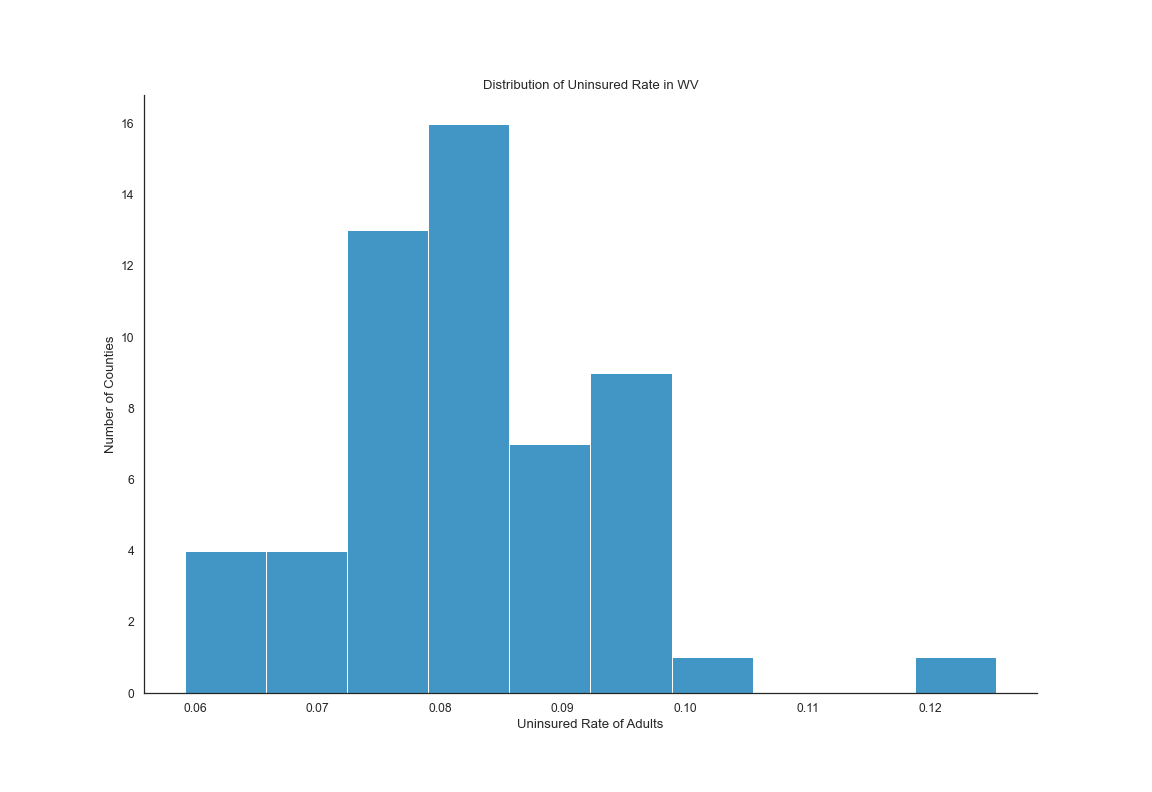 Distribution of Uninsured Rate in WV
Number of Counties
16
14
12
10
8
6
4
2
0
0.06 0.07 0.08 0.09 0.10 0.11 0.12
Uninsured Rate of Adults